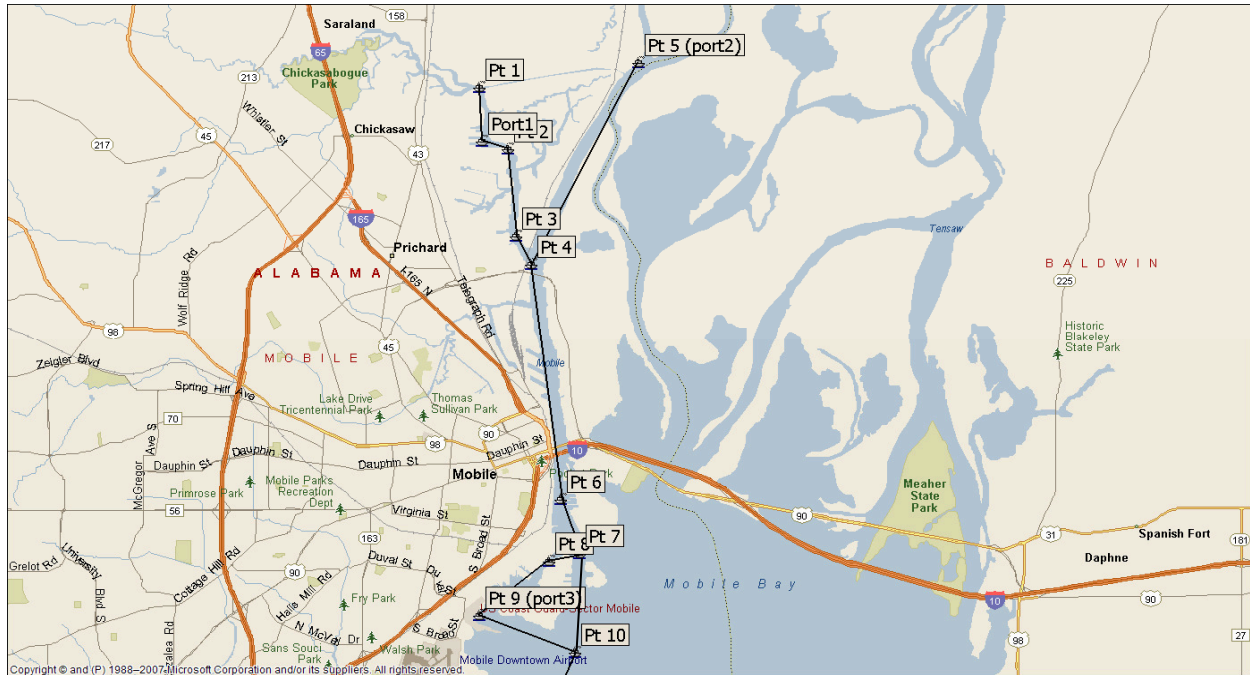 Saraland
158
65
Chickasabogue
Park
213
Whistler St
45
217
Chickasaw
43
Pt 1
Port1
Pt 5 (port2)
165
Prichard
Pt 3
Pt 4
ALABAMA
I-165 N
Telegraph Rd
Wolf Ridge Rd
98
Tensaw
BALDWIN
225
Historic
Blakeley
State Park
Zeigler Blvd
MOBILE
45
Mobile
Spring Hill Ave
Lake Drive
Tricentennial Park
Thomas
Sullivan Park
70
McGregor Ave S
90
98
Dauphin St
Dauphin St
Dauphin St
Dauphin St
10
Mobile
Primrose Park
Mobile Parks
Recreation
Dept
56
Virginia St
163
S Broad St
Pt 6
Meaher
State
Park
90
31
Spanish Fort
181
Daphne
Pt 7
Pt 8
University Blvd S
Grelot Rd
Cottage Hill Rd
90
Halls Mill Rd
Duval St
Mobile Bay
Pt 9 (port3)
Coast Guard Sector Mobile
10
90
Fry Park
N McVay Dr
Walsh Park
Sans Souci
Park
98
27
Pt 10
Mobile Downtown Airport
Copyright © and (P) 1988–2007 Microsoft Corporation and/or its suppliers. All rights reserved.